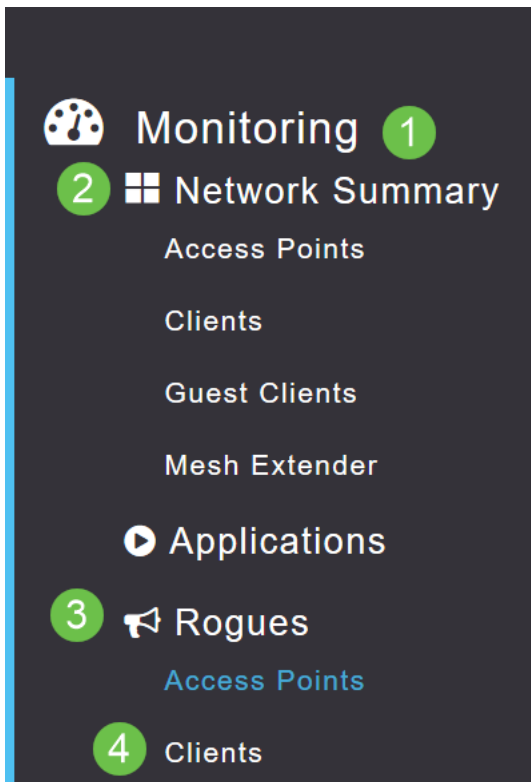 Monitoring 1
2 Network Summary
Access Points
Clients
Guest Clients
Mesh Extender
Applications
3 Rogues
Access Points
4 Clients